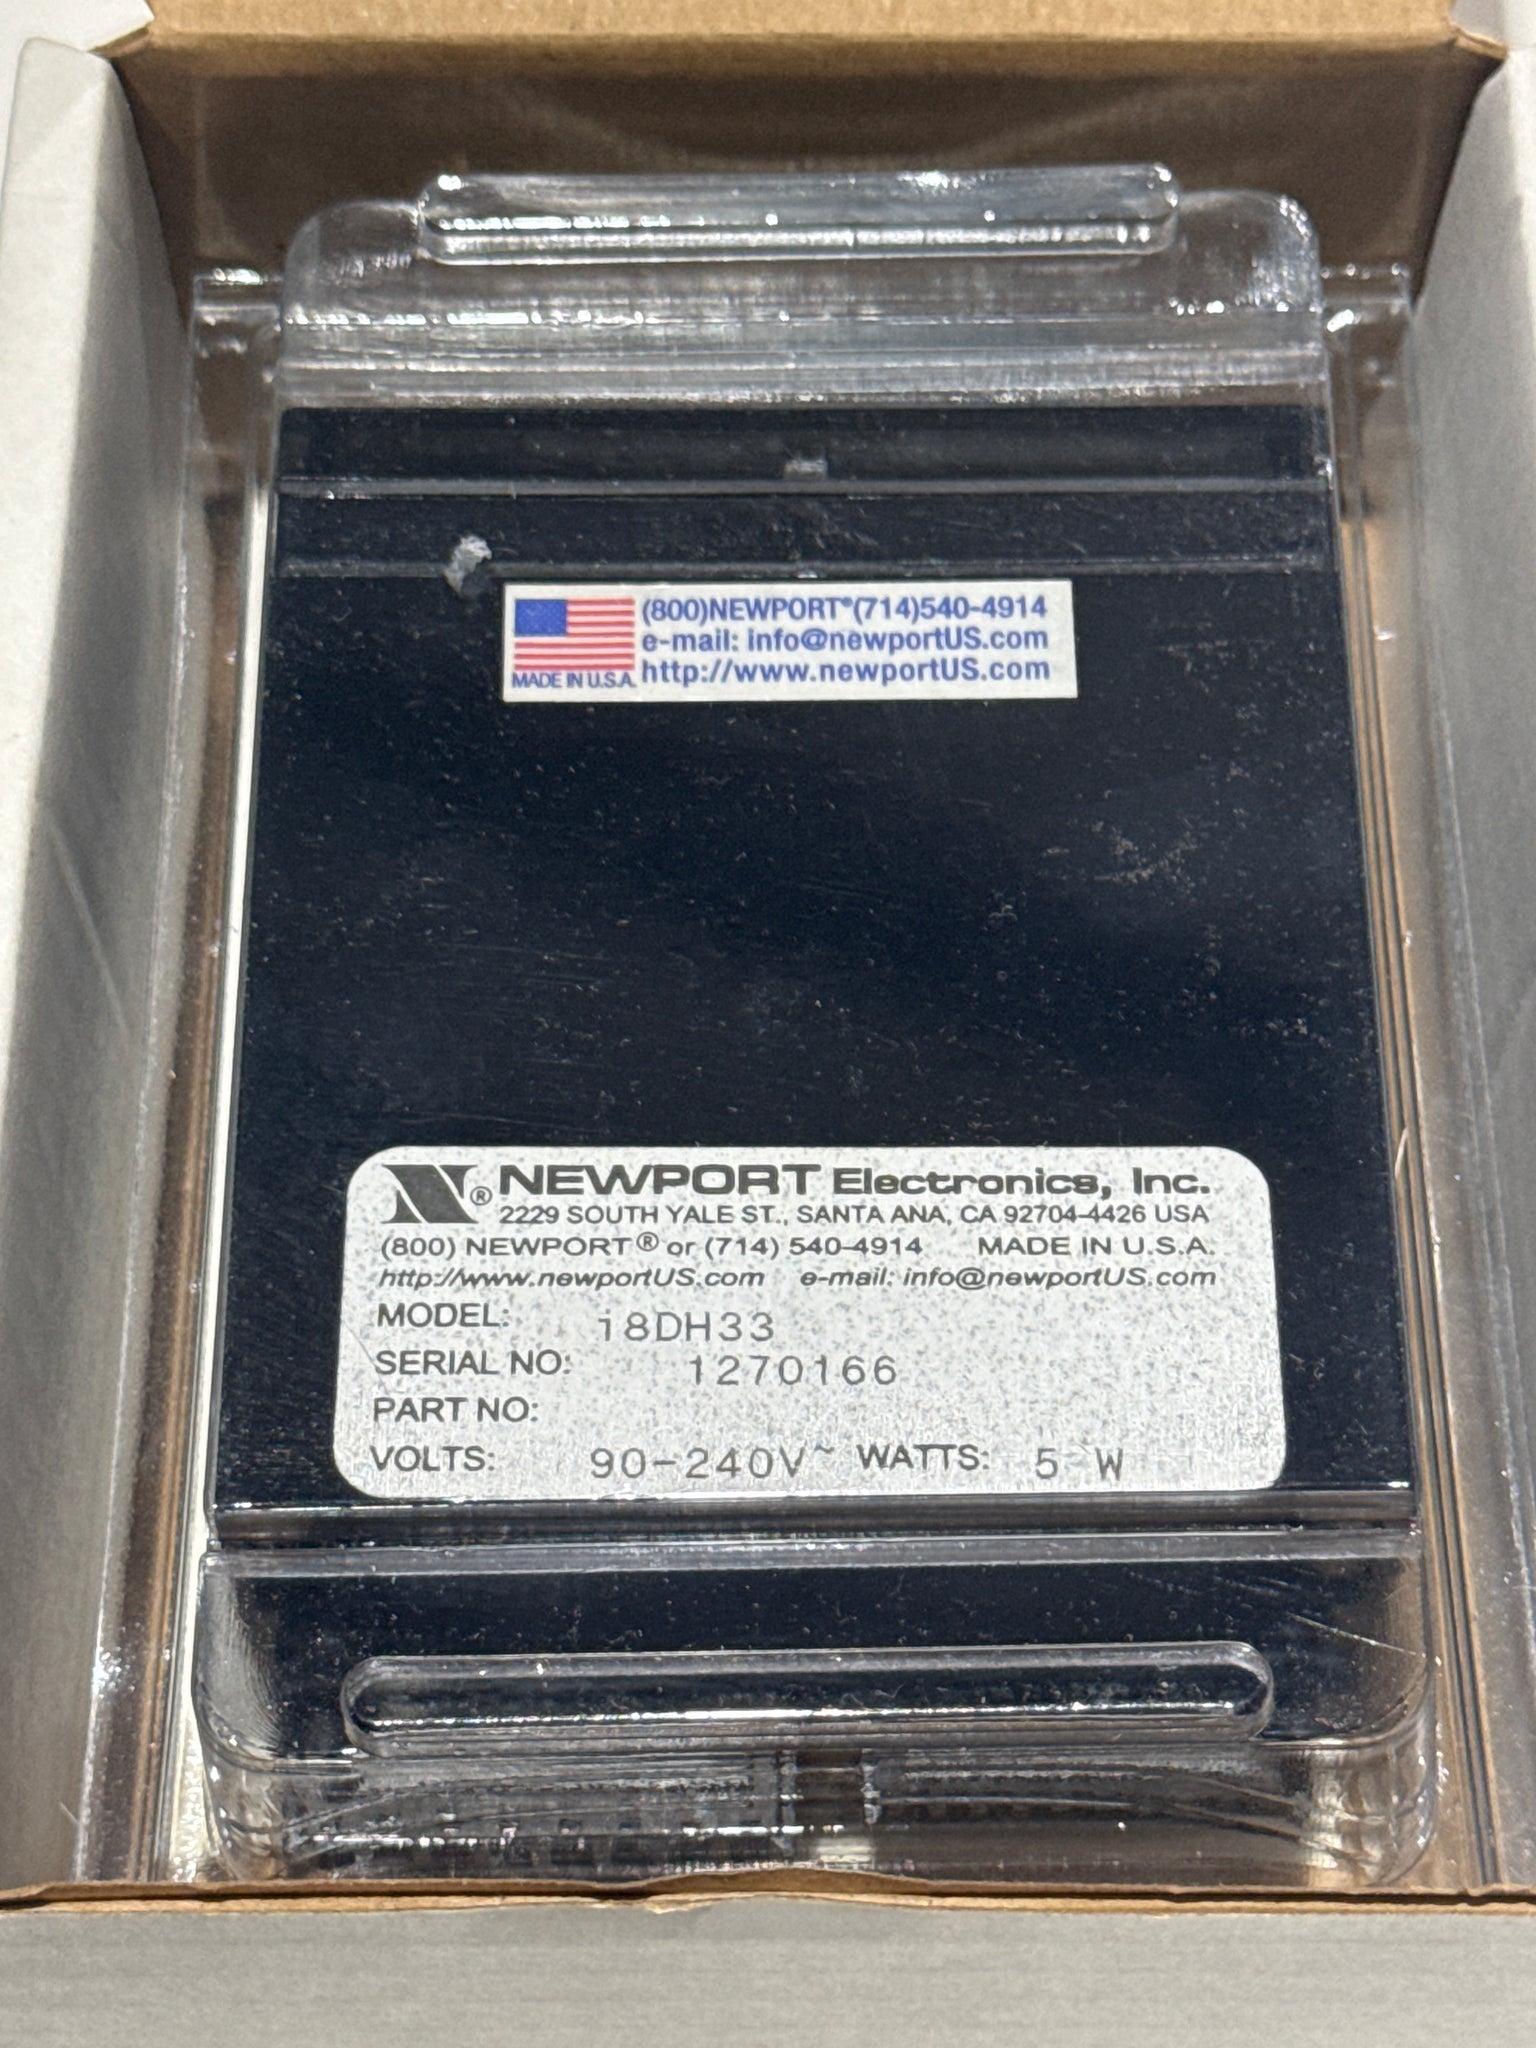 (800)NEWPORT®(714)540-4914
e-mail: info@newportUS.com
http://www.newportUS.com
MADE IN U.S.A.
N® NEWPORT Electronics, Inc.
2229 SOUTH YALE ST., SANTA ANA, CA 92704-4426 USA
(800) NEWPORT® or (714) 540-4914 MADE IN U.S.A.
http://www.newportUS.com e-mail: info@newportUS.com
MODEL: i8DH33
SERIAL NO: 1270166
PART NO:
VOLTS: 90-240V~ WATTS: 5 W